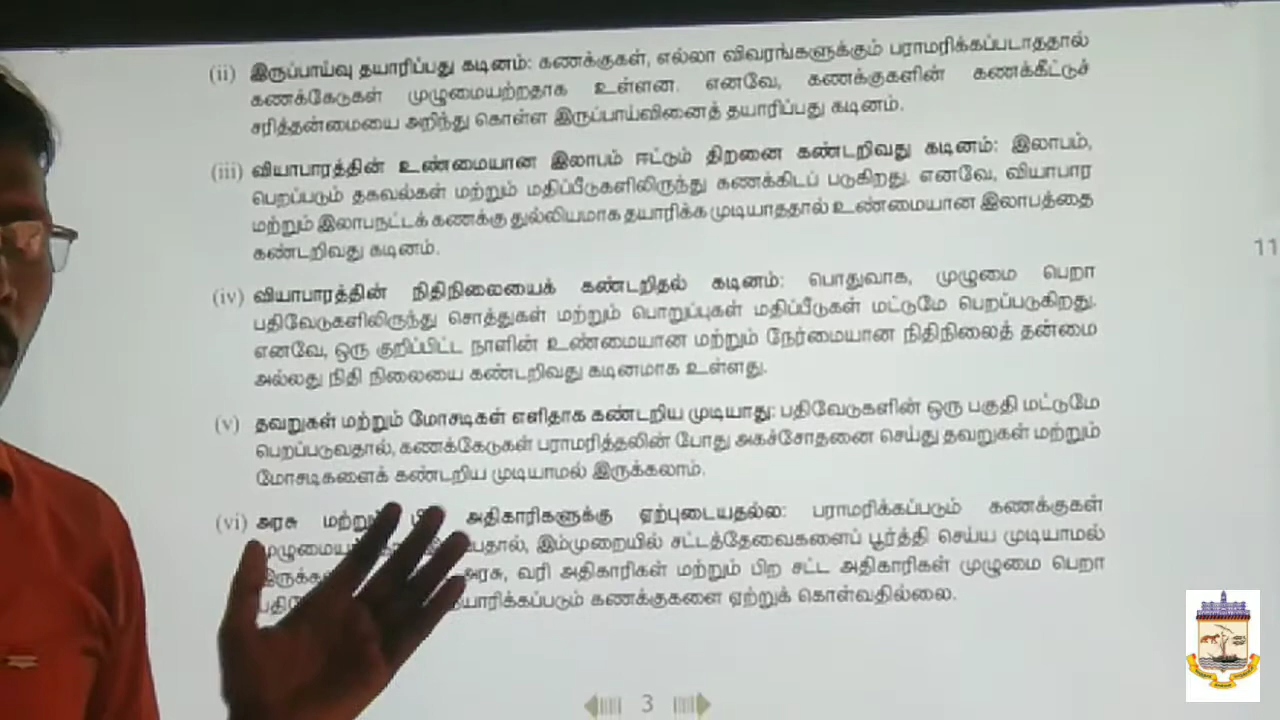 (ii) இருப்பாய்வு தயாரிப்பது கடினம்: கணக்குகள், எல்லா விவரங்களுக்கும் பராமரிக்கப்படாததால்
கணக்கேடுகள் முழுமையற்றதாக உள்ளன. எனவே, கணக்குகளின் கணக்கீட்டுச்
சரித்தன்மையை அறிந்து கொள்ள இருப்பாய்வினைத் தயாரிப்பது கடினம்.
(iii) வியாபாரத்தின் உண்மையான இலாபம் ஈட்டும் திறனை கண்டறிவது கடினம்: இலாபம்,
பெறப்படும் தகவல்கள் மற்றும் மதிப்பீடுகளிலிருந்து கணக்கிடப் படுகிறது. எனவே, வியாபார
மற்றும் இலாபநட்டக் கணக்கு துல்லியமாக தயாரிக்க முடியாததால் உண்மையான இலாபத்தை
கண்டறிவது கடினம்.
(iv) வியாபாரத்தின் நிதிநிலையைக் கண்டறிதல் கடினம்: பொதுவாக, முழுமை பெறா
பதிவேடுகளிலிருந்து சொத்துகள் மற்றும் பொறுப்புகள் மதிப்பீடுகள் மட்டுமே பெறப்படுகிறது.
எனவே, ஒரு குறிப்பிட்ட நாளின் உண்மையான மற்றும் நேர்மையான நிதிநிலைத் தன்மை
அல்லது நிதி நிலையை கண்டறிவது கடினமாக உள்ளது.
(v) தவறுகள் மற்றும் மோசடிகள் எளிதாக கண்டறிய முடியாது: பதிவேடுகளின் ஒரு பகுதி மட்டுமே
பெறப்படுவதால், கணக்கேடுகள் பராமரித்தலின் போது அகச்சோதனை செய்து தவறுகள் மற்றும்
மோசடிகளைக் கண்டறிய முடியாமல் இருக்கலாம்.
(vi) அரசு மற்றும் அதிகாரிகளுக்கு ஏற்புடையதல்ல: பராமரிக்கப்படும் கணக்குகள்
இம்முறையில் சட்டத்தேவைகளைப் பூர்த்தி செய்ய முடியாமல்
அரசு, வரி அதிகாரிகள் மற்றும் பிற சட்ட அதிகாரிகள் முழுமை பெறா
கணக்குகளை ஏற்றுக் கொள்வதில்லை.
3
11